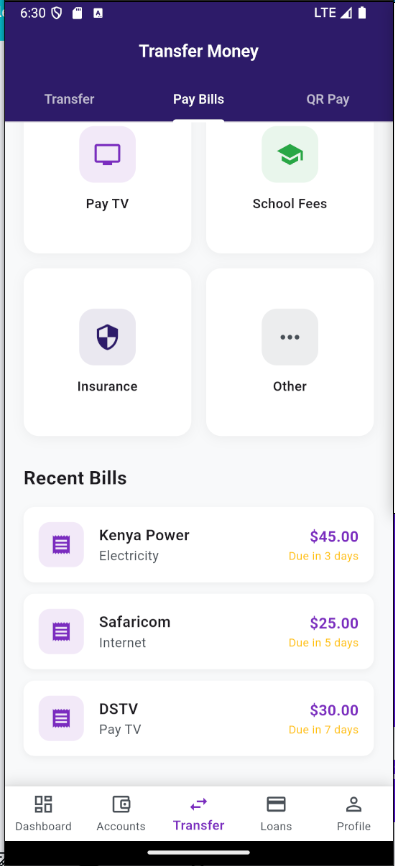 6:30
LTE
Transfer Money
Transfer
Pay Bills
QR Pay
Pay TV
School Fees
Insurance
Other
Recent Bills
Kenya Power
$45.00
Electricity
Due in 3 days
Safaricom
$25.00
Internet
Due in 5 days
DSTV
$30.00
Pay TV
Due in 7 days
Dashboard
Accounts
Transfer
Loans
Profile